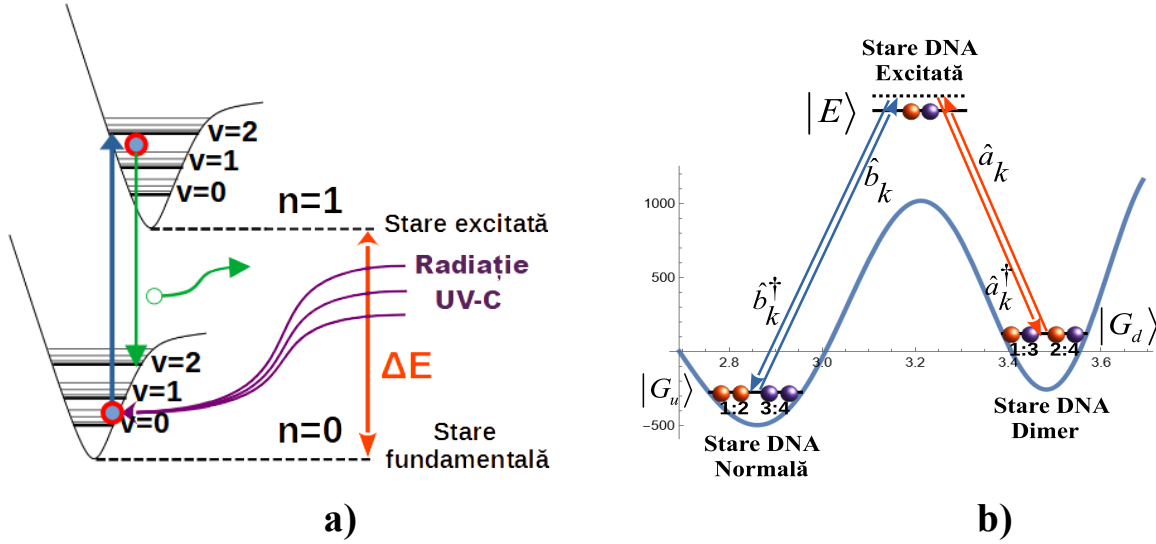 v=2
v=1
v=0
n=1
Stare excitată
Radiație
UV-C
ΔE
v=2
v=1
v=0
n=0
Stare
fundamentală
a)
Stare DNA
Excitată
|E⟩
b̂k
âk
b̂k†
âk†
1000
500
−500
2.8
3.0
3.2
3.4
3.6
|Gu⟩
1:2
3:4
|Gd⟩
1:3
2:4
Stare DNA
Normală
Stare DNA
Dimer
b)